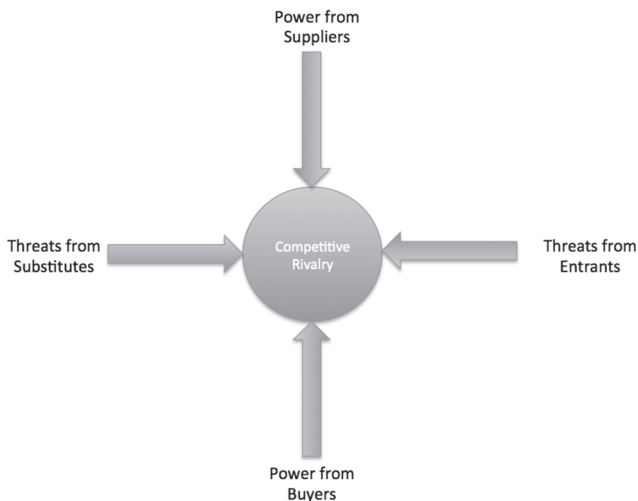 Power from
Suppliers
Threats from
Substitutes
Competitive
Rivalry
Threats from
Entrants
Power from
Buyers